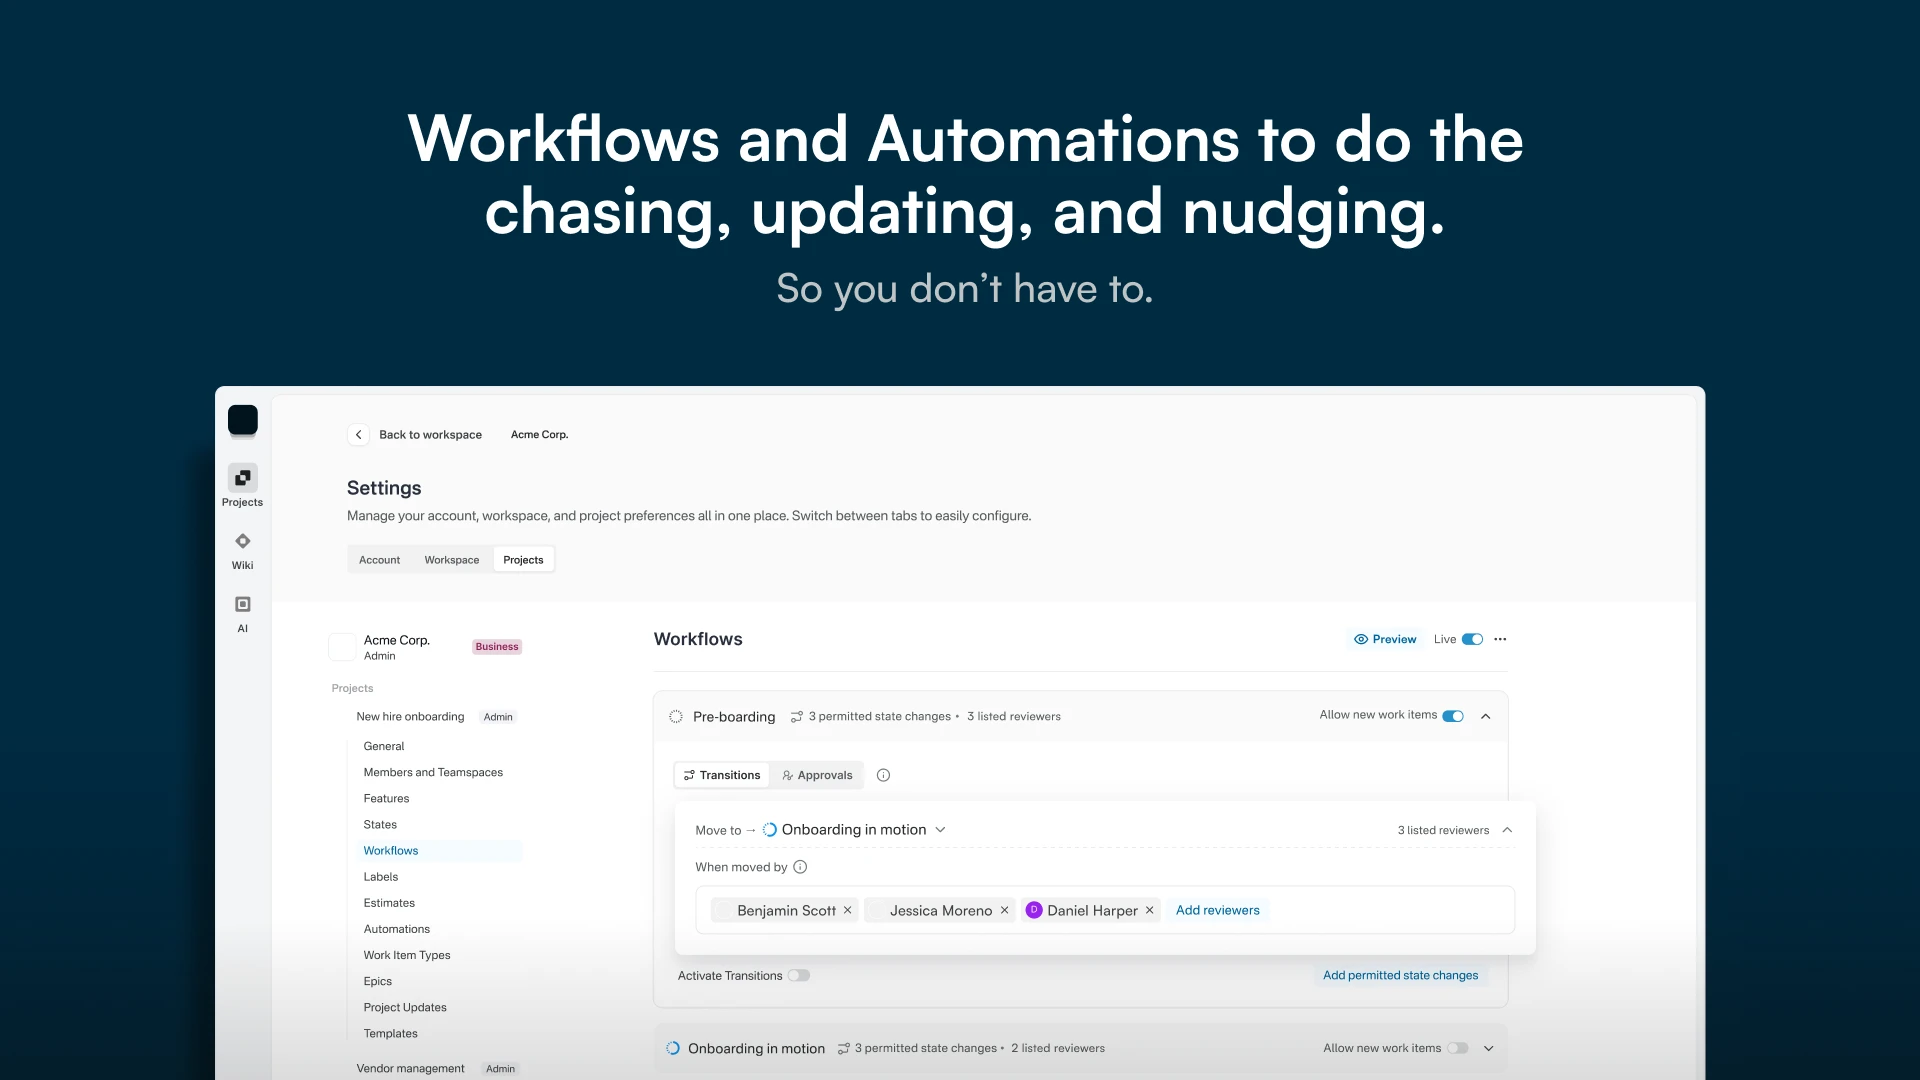 Workflows and Automations to do the
chasing, updating, and nudging.
So you don’t have to.
Back to workspace Acme Corp.
Settings
Manage your account, workspace, and project preferences all in one place. Switch between tabs to easily configure.
Account Workspace Projects
Projects
Wiki
AI
Acme Corp.
Admin
Business
Projects
New hire onboarding Admin
General
Members and Teamspaces
Features
States
Workflows
Labels
Estimates
Automations
Work Item Types
Epics
Project Updates
Templates
Vendor management Admin
Workflows
Preview Live
Pre-boarding 3 permitted state changes • 3 listed reviewers
Allow new work items
Transitions Approvals
Move to → Onboarding in motion
3 listed reviewers
When moved by
Benjamin Scott × Jessica Moreno × D Daniel Harper × Add reviewers
Activate Transitions
Add permitted state changes
Onboarding in motion 3 permitted state changes • 2 listed reviewers
Allow new work items